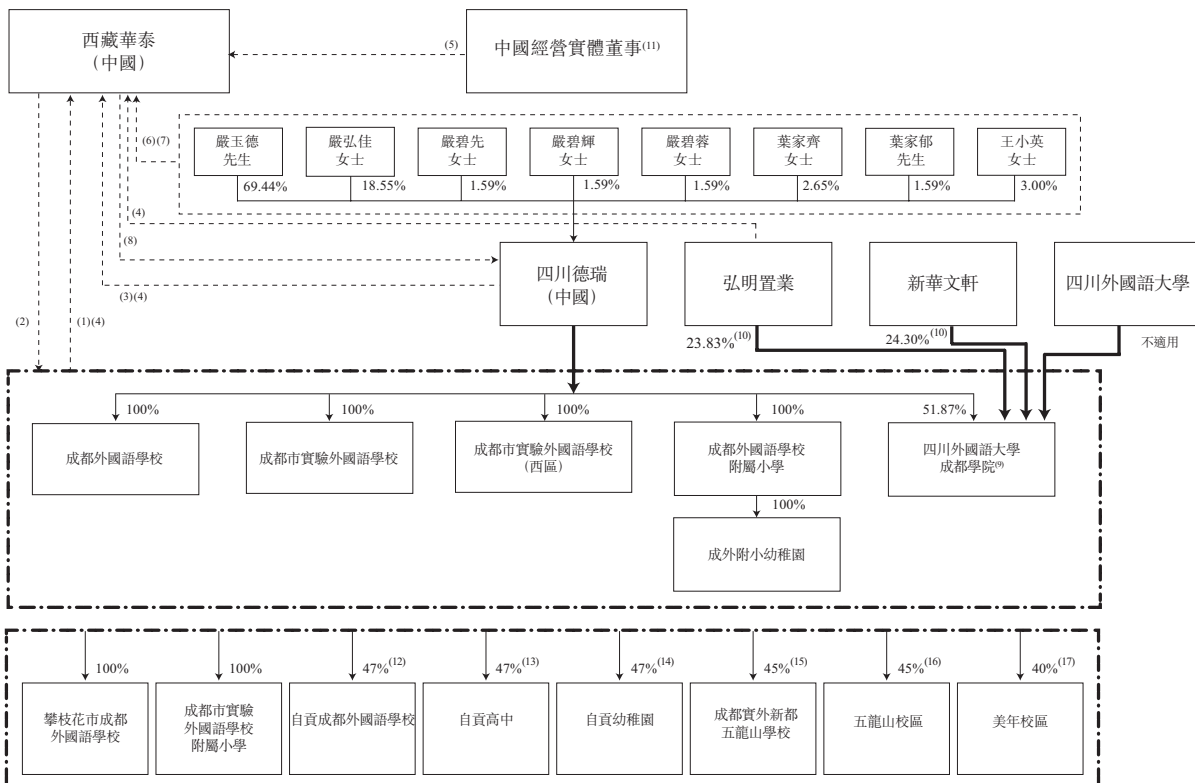 西藏華泰
(中國)
(5)
中國經營實體董事(11)
(6)(7)
嚴玉德
先生
嚴弘佳
女士
嚴碧先
女士
嚴碧輝
女士
嚴碧蓉
女士
葉家齊
女士
葉家郁
先生
王小英
女士
69.44%
18.55%
1.59%
1.59%
1.59%
2.65%
1.59%
3.00%
(4)
(8)
四川德瑞
(中國)
弘明置業
新華文軒
四川外國語大學
(3)(4)
(2)
(1)(4)
23.83%(10)
24.30%(10)
不適用
100%
100%
100%
100%
51.87%
成都外國語學校
成都市實驗外國語學校
成都市實驗外國語學校
(西區)
成都外國語學校
附屬小學
四川外國語大學
成都學院(9)
100%
成外附小幼稚園
100%
100%
47%(12)
47%(13)
47%(14)
45%(15)
45%(16)
40%(17)
攀枝花市成都
外國語學校
成都市實驗
外國語學校
附屬小學
自貢成都外國語學校
自貢高中
自貢幼稚園
成都實外新都
五龍山學校
五龍山校區
美年校區